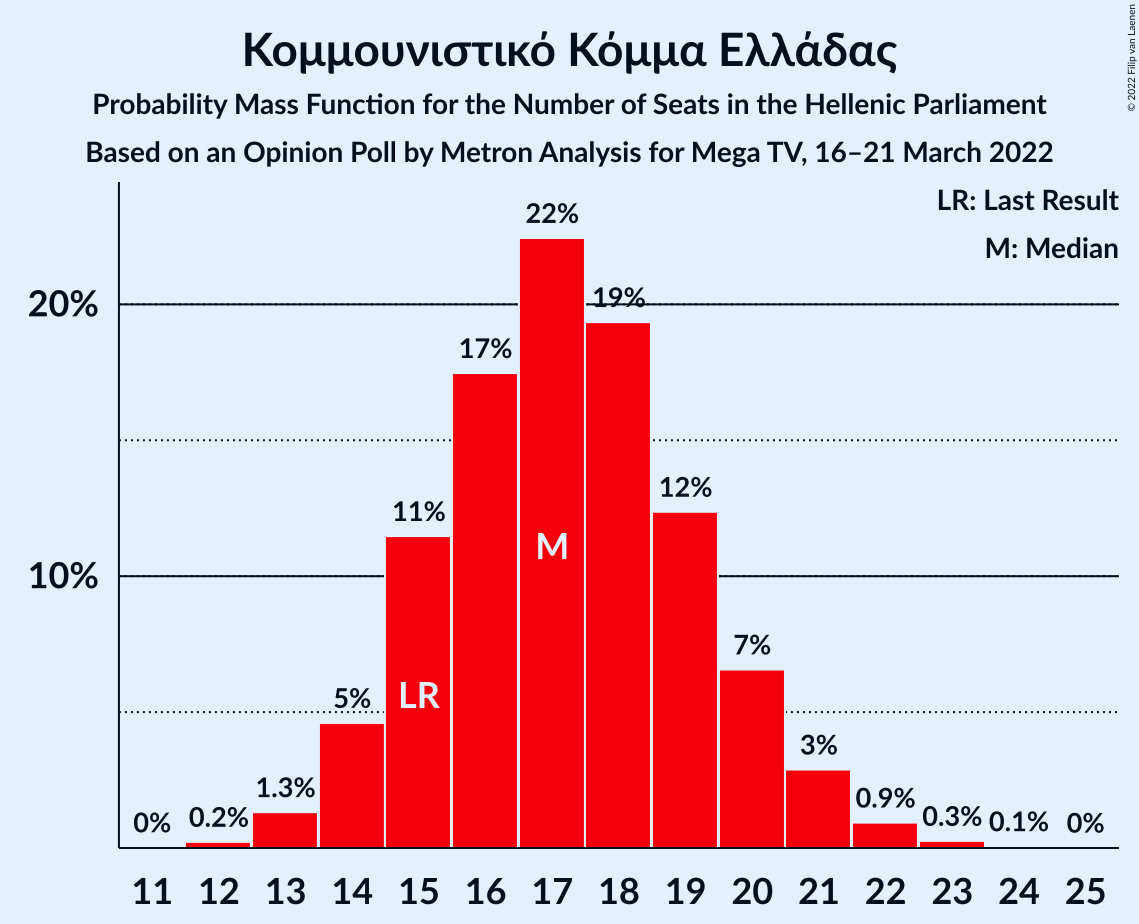 Κομμουνιστικό Κόμμα Ελλάδας
Probability Mass Function for the Number of Seats in the Hellenic Parliament
Based on an Opinion Poll by Metron Analysis for Mega TV, 16–21 March 2022
© 2022 Filip van Laenen
LR: Last Result
M: Median
22%
20%
19%
17%
12%
11%
M
10%
7%
5%
LR
3%
1.3%
0.9%
0%
0.2%
0.3%
0.1%
0%
11 12 13 14 15 16 17 18 19 20 21 22 23 24 25